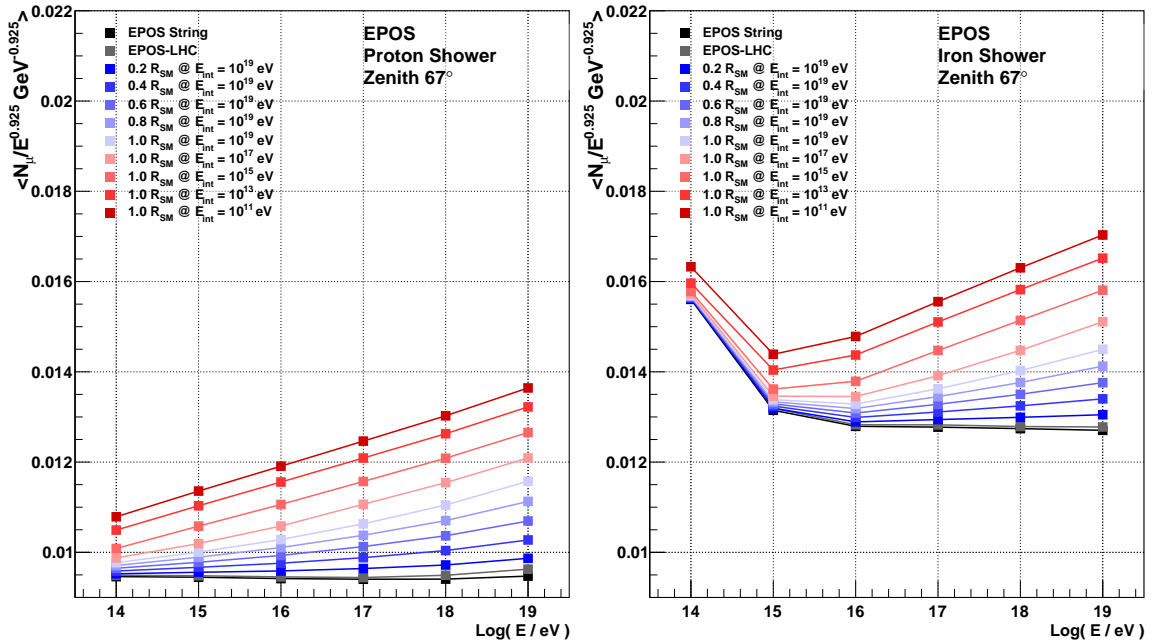 <N_μ/E^0.925 GeV^-0.925>
0.022
0.02
0.018
0.016
0.014
0.012
0.01
EPOS String
EPOS-LHC
0.2 R_SM @ E_int = 10^19 eV
0.4 R_SM @ E_int = 10^19 eV
0.6 R_SM @ E_int = 10^19 eV
0.8 R_SM @ E_int = 10^19 eV
1.0 R_SM @ E_int = 10^19 eV
1.0 R_SM @ E_int = 10^17 eV
1.0 R_SM @ E_int = 10^15 eV
1.0 R_SM @ E_int = 10^13 eV
1.0 R_SM @ E_int = 10^11 eV
EPOS
Proton Shower
Zenith 67°
14 15 16 17 18 19
Log( E / eV )
<N_μ/E^0.925 GeV^-0.925>
0.022
0.02
0.018
0.016
0.014
0.012
0.01
EPOS String
EPOS-LHC
0.2 R_SM @ E_int = 10^19 eV
0.4 R_SM @ E_int = 10^19 eV
0.6 R_SM @ E_int = 10^19 eV
0.8 R_SM @ E_int = 10^19 eV
1.0 R_SM @ E_int = 10^19 eV
1.0 R_SM @ E_int = 10^17 eV
1.0 R_SM @ E_int = 10^15 eV
1.0 R_SM @ E_int = 10^13 eV
1.0 R_SM @ E_int = 10^11 eV
EPOS
Iron Shower
Zenith 67°
14 15 16 17 18 19
Log( E / eV )